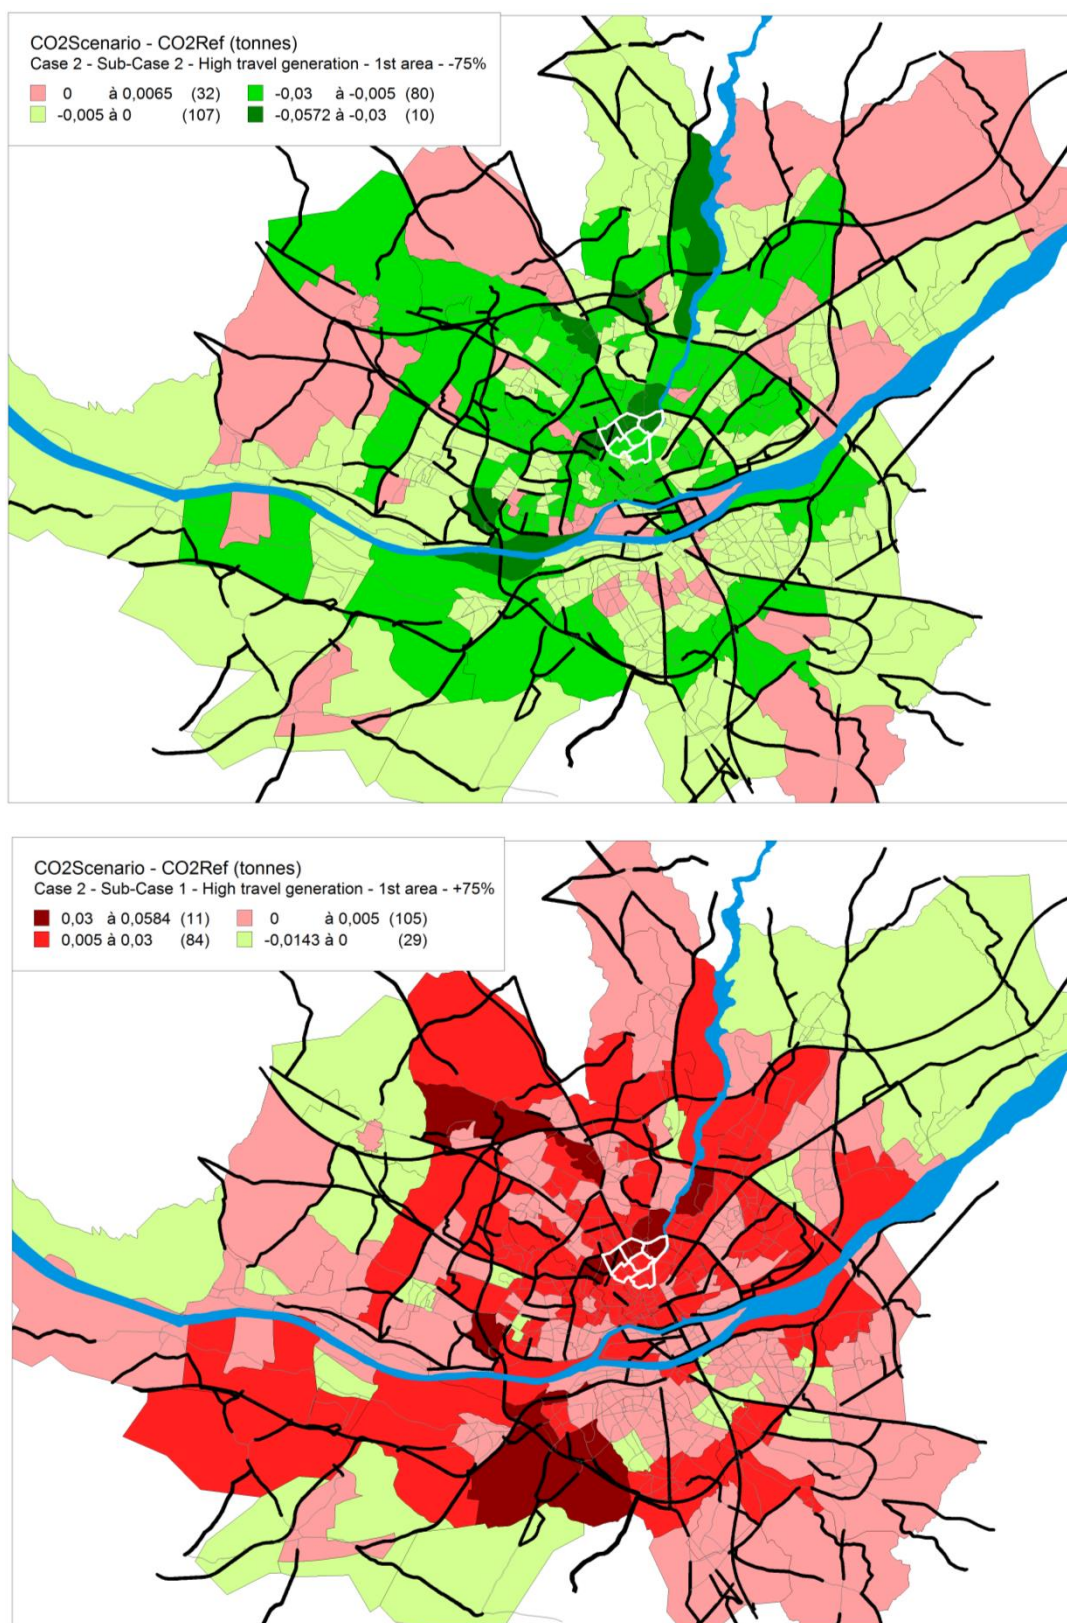 CO2Scenario - CO2Ref (tonnes)
Case 2 - Sub-Case 2 - High travel generation - 1st area - -75%
0 à 0,0065 (32) -0,03 à -0,005 (80)
-0,005 à 0 (107) -0,0572 à -0,03 (10)
CO2Scenario - CO2Ref (tonnes)
Case 2 - Sub-Case 1 - High travel generation - 1st area - +75%
0,03 à 0,0584 (11) 0 à 0,005 (105)
0,005 à 0,03 (84) -0,0143 à 0 (29)